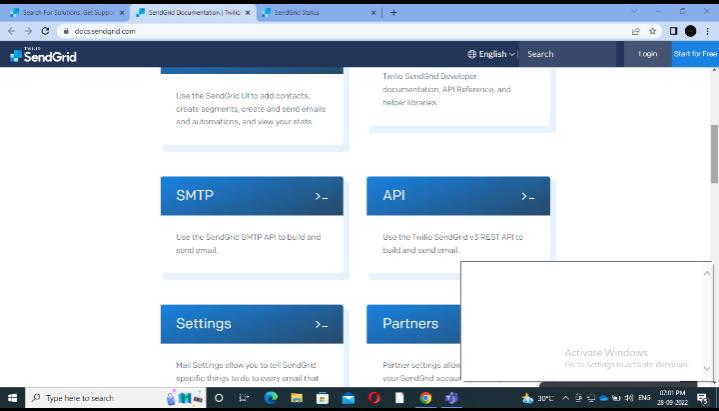 Search For Solutions. Get Suppo
SendGrid Documentation | Twilio
SendGrid Status
docs.sendgrid.com
TWILIO
SendGrid
English
Search
Login
Start for Free
Use the SendGrid UI to add contacts,
create segments, create and send emails
and automations, and view your stats.
Twilio SendGrid Developer
documentation, API Reference, and
helper libraries.
SMTP
Use the SendGrid SMTP API to build and
send email.
API
Use the Twilio SendGrid v3 REST API to
build and send email.
Settings
Mail Settings allow you to tell SendGrid
specific things to do to every email that
Partners
Partner settings allow
your SendGrid accoun
Activate Windows
Go to Settings to activate Windows.
Type here to search
30°C
ENG
07:01 PM
28-09-2022